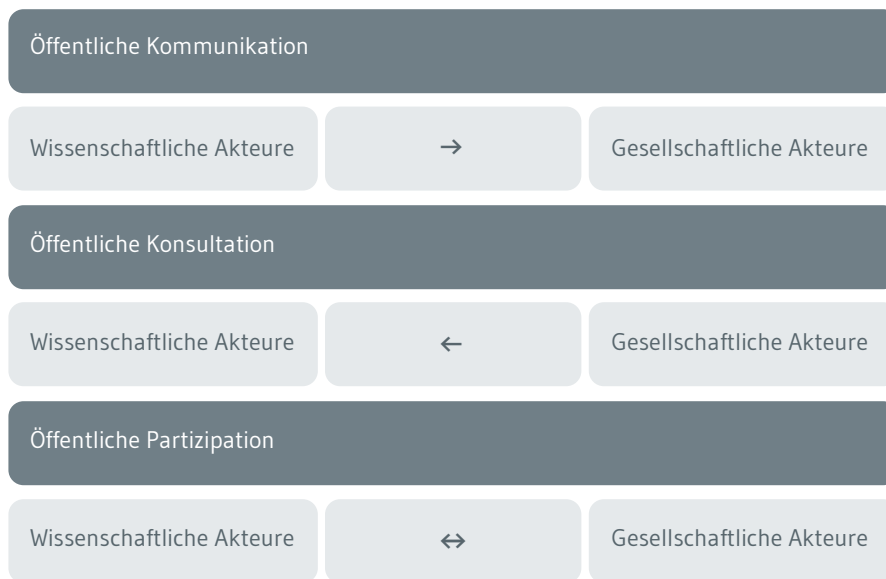 Öffentliche Kommunikation
Wissenschaftliche Akteure → Gesellschaftliche Akteure
Öffentliche Konsultation
Wissenschaftliche Akteure ← Gesellschaftliche Akteure
Öffentliche Partizipation
Wissenschaftliche Akteure ↔ Gesellschaftliche Akteure